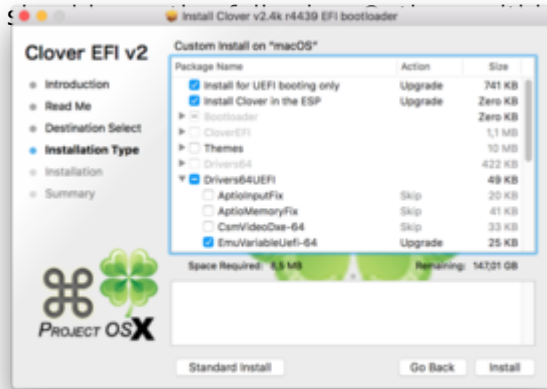 Install Clover v2.4k r4439 EFI bootloader
Clover EFI v2
Custom Install on "macOS"
Package Name Action Size
Introduction
Read Me
Destination Select
Installation Type
Installation
Summary
Install for UEFI booting only Upgrade 741 KB
Install Clover in the ESP Upgrade Zero KB
Bootloader Zero KB
CloverEFI 1,1 MB
Themes 10 MB
Drivers64 422 KB
Drivers64UEFI 49 KB
AptioInputFix Skip 20 KB
AptioMemoryFix Skip 41 KB
CsmVideoDxe-64 Skip 33 KB
EmuVariableUefi-64 Upgrade 25 KB
Space Required: 8,5 MB Remaining: 147,01 GB
PROJECT OSX
Standard Install Go Back Install